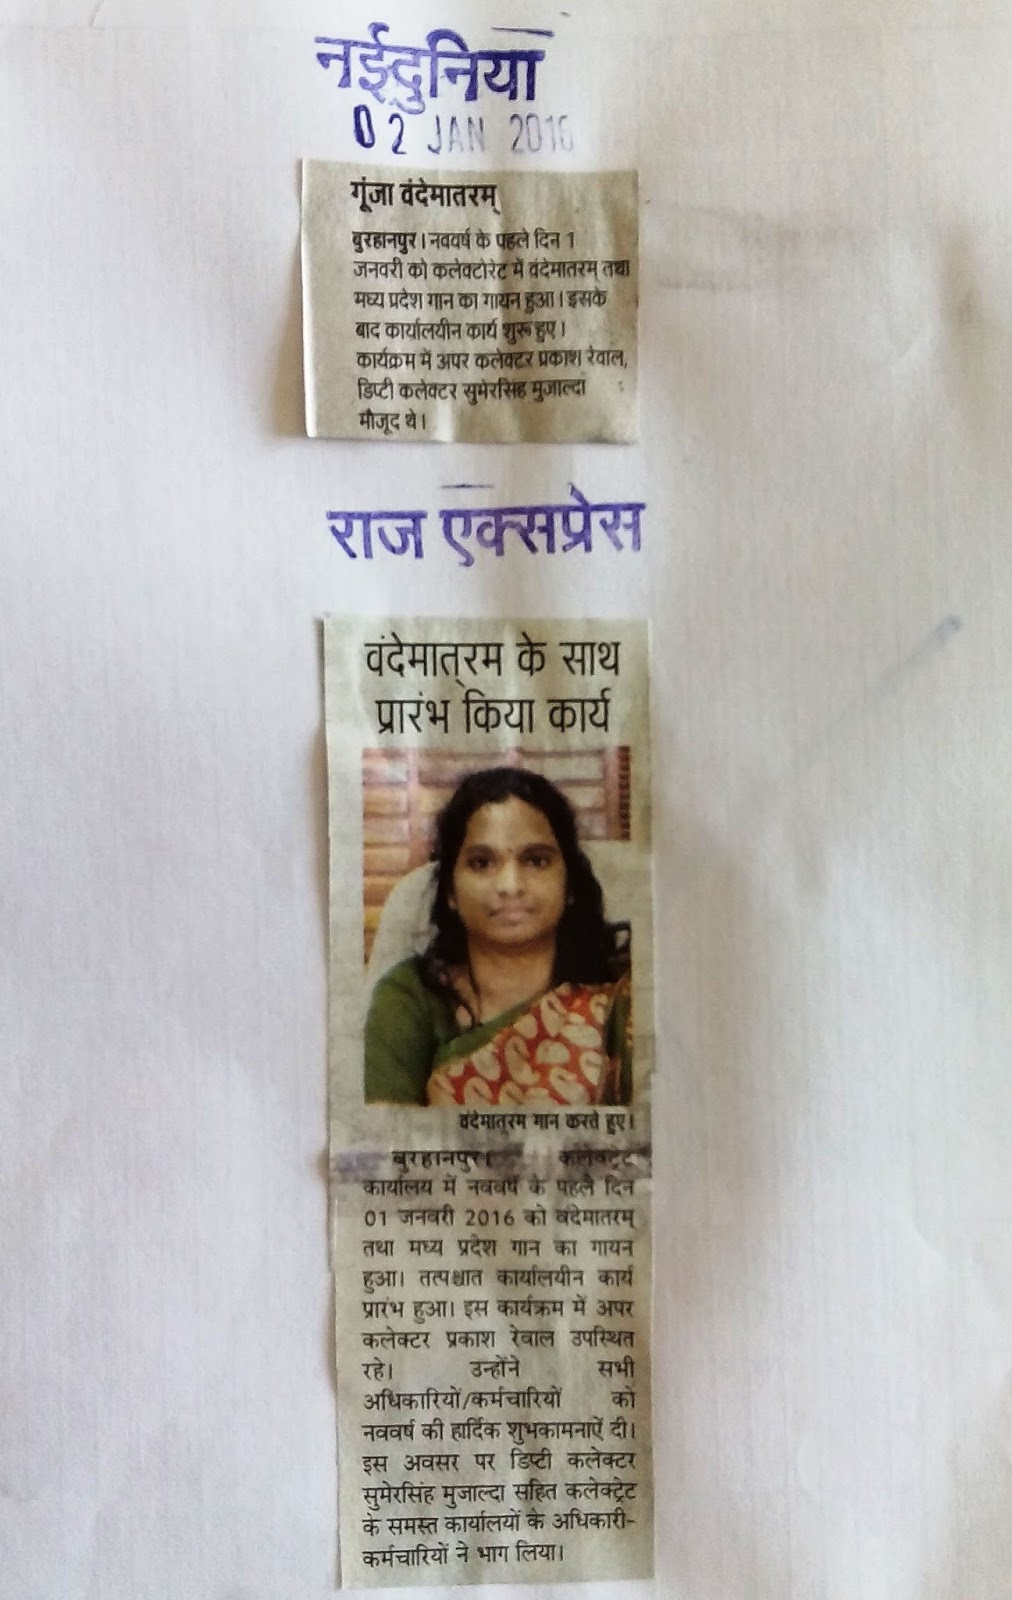 नईदुनिया
02 JAN 2016
गूंजा वंदेमातरम्
बुरहानपुर। नववर्ष के पहले दिन 1
जनवरी को कलेक्टोरेट में वंदेमातरम् तथा
मध्य प्रदेश गान का गायन हुआ। इसके
बाद कार्यालयीन कार्य शुरू हुए।
कार्यक्रम में अपर कलेक्टर प्रकाश रेवाल,
डिप्टी कलेक्टर सुमेरसिंह मुजाल्दा
मौजूद थे।
राज एक्सप्रेस
वंदेमात्रम के साथ
प्रारंभ किया कार्य
वंदेमात्रम गान करते हुए।
बुरहानपुर। कलेक्ट्रेट
कार्यालय में नववर्ष के पहले दिन
01 जनवरी 2016 को वंदेमातरम्
तथा मध्य प्रदेश गान का गायन
हुआ। तत्पश्चात कार्यालयीन कार्य
प्रारंभ हुआ। इस कार्यक्रम में अपर
कलेक्टर प्रकाश रेवाल उपस्थित
रहे। उन्होंने सभी
अधिकारियों/कर्मचारियों को
नववर्ष की हार्दिक शुभकामनाऐं दी।
इस अवसर पर डिप्टी कलेक्टर
सुमेरसिंह मुजाल्दा सहित कलेक्ट्रेट
के समस्त कार्यालयों के अधिकारी-
कर्मचारियों ने भाग लिया।